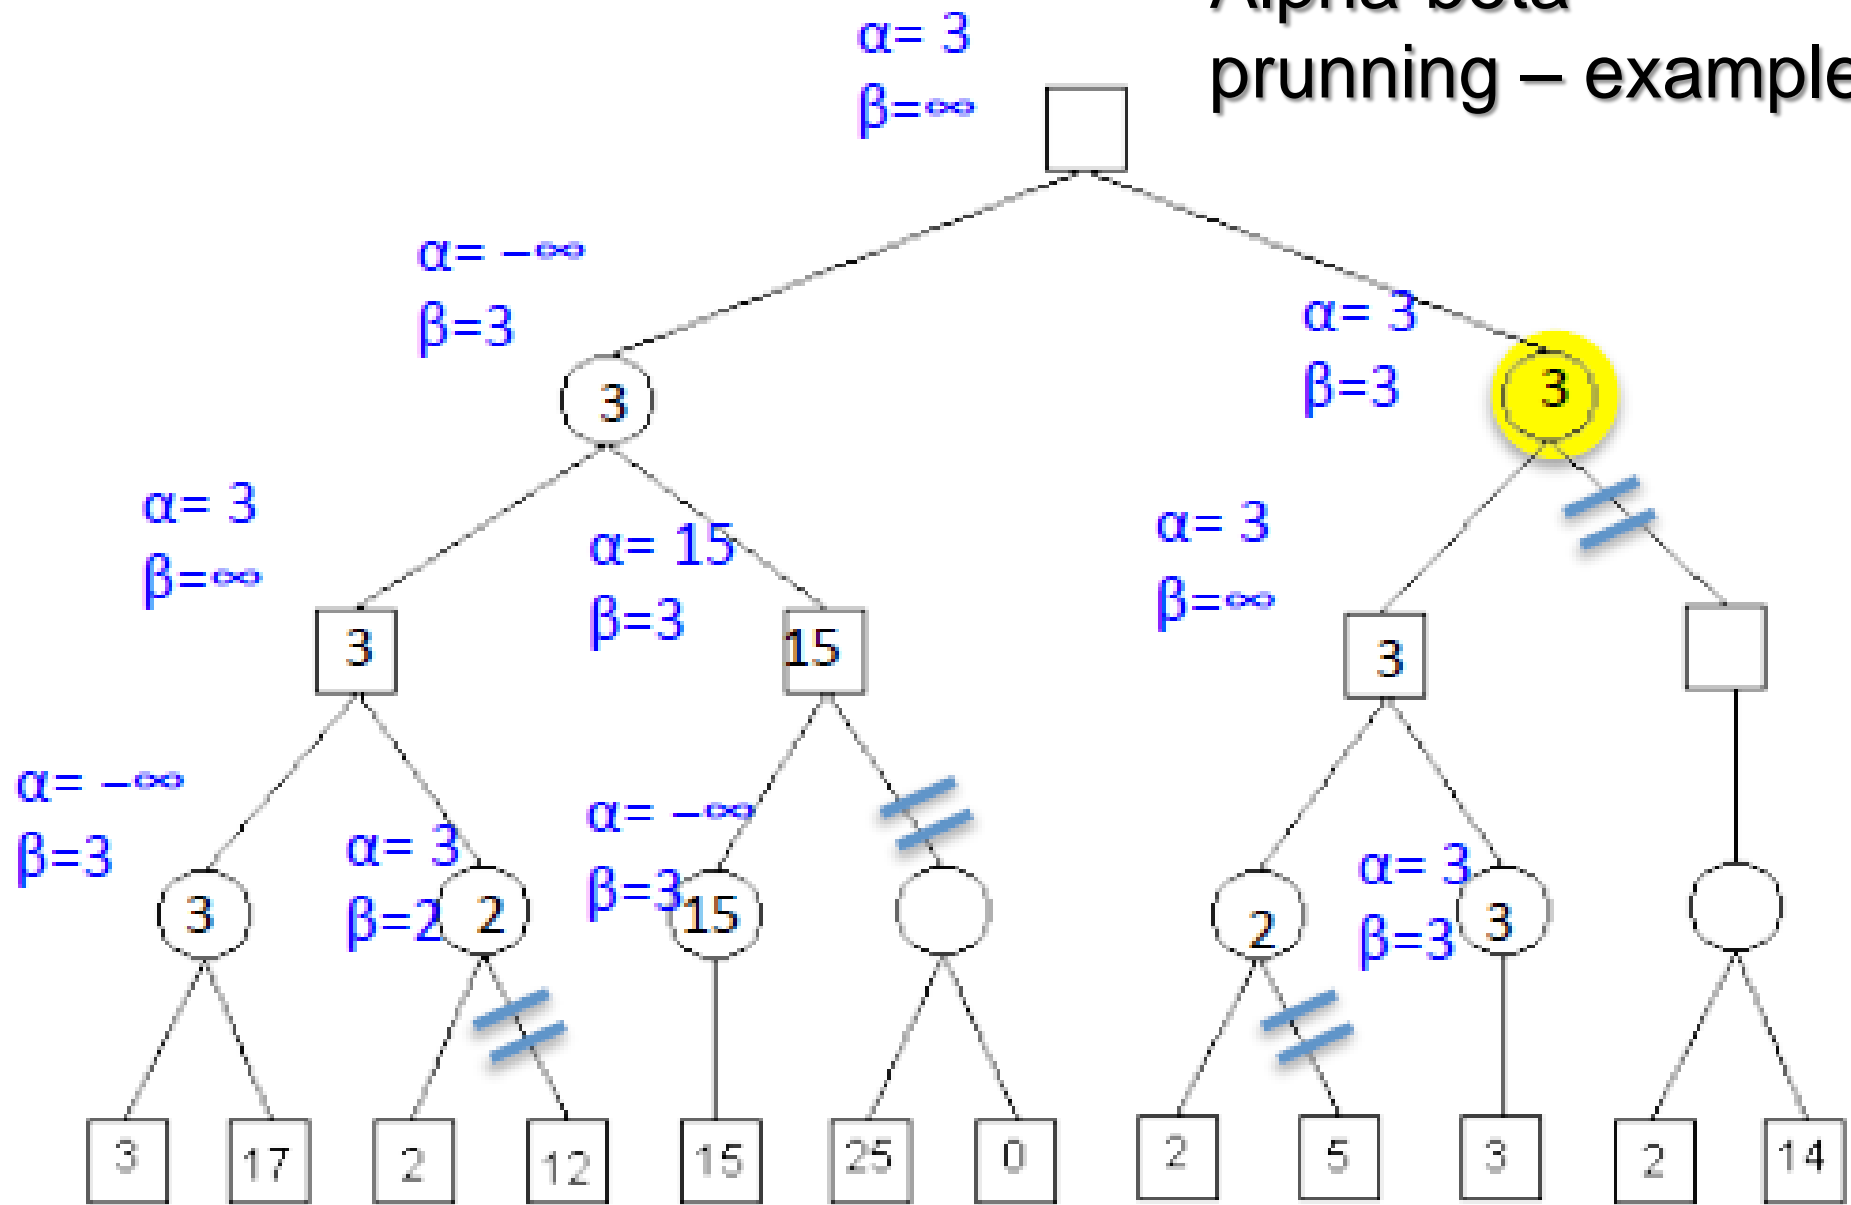 Alpha-beta
prunning – example
α= 3
β=∞
α= −∞
β=3
α= 3
β=3
3
3
α= 3
β=∞
α= 15
β=3
α= 3
β=∞
3
15
3
α= −∞
β=3
α= 3
β=2
α= −∞
β=3
α= 3
β=3
3
2
15
2
3
3
17
2
12
15
25
0
2
5
3
2
14